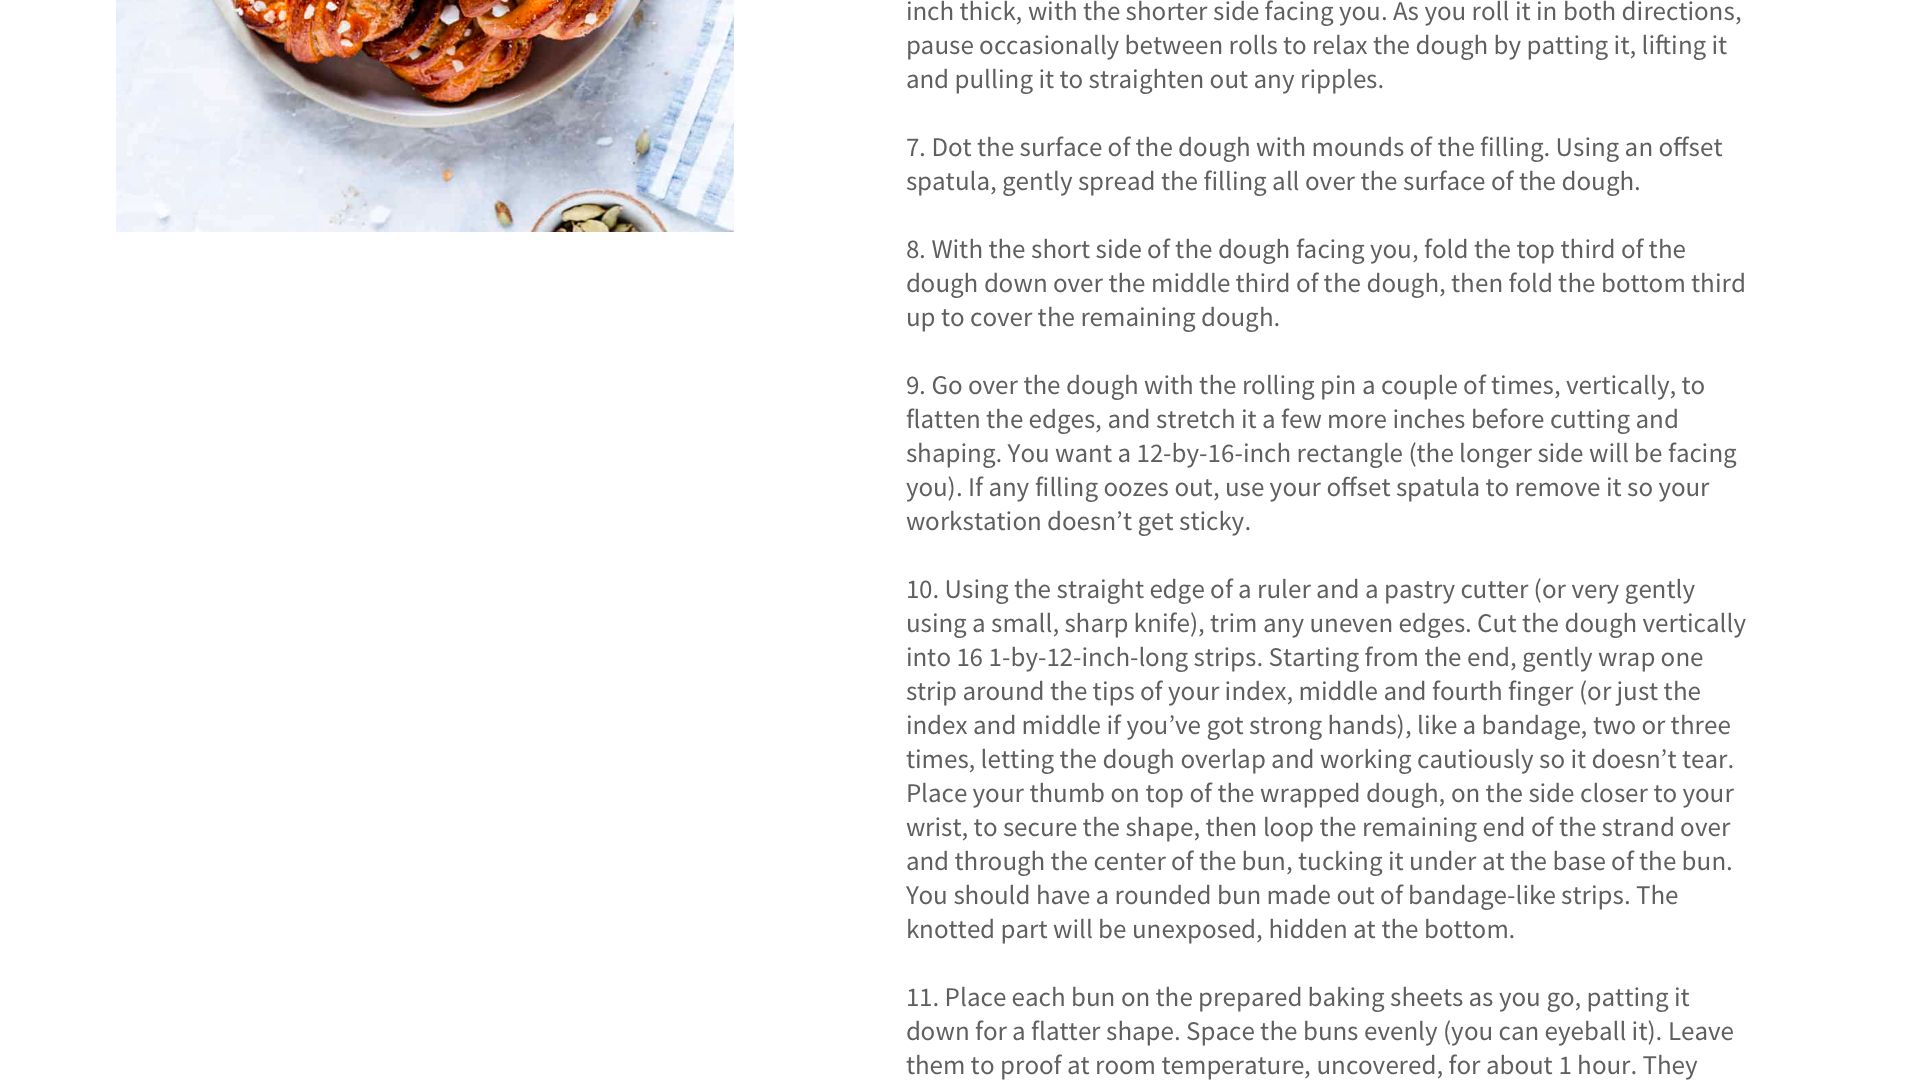 inch thick, with the shorter side facing you. As you roll it in both directions,
pause occasionally between rolls to relax the dough by patting it, lifting it
and pulling it to straighten out any ripples.
7. Dot the surface of the dough with mounds of the filling. Using an offset
spatula, gently spread the filling all over the surface of the dough.
8. With the short side of the dough facing you, fold the top third of the
dough down over the middle third of the dough, then fold the bottom third
up to cover the remaining dough.
9. Go over the dough with the rolling pin a couple of times, vertically, to
flatten the edges, and stretch it a few more inches before cutting and
shaping. You want a 12-by-16-inch rectangle (the longer side will be facing
you). If any filling oozes out, use your offset spatula to remove it so your
workstation doesn’t get sticky.
10. Using the straight edge of a ruler and a pastry cutter (or very gently
using a small, sharp knife), trim any uneven edges. Cut the dough vertically
into 16 1-by-12-inch-long strips. Starting from the end, gently wrap one
strip around the tips of your index, middle and fourth finger (or just the
index and middle if you’ve got strong hands), like a bandage, two or three
times, letting the dough overlap and working cautiously so it doesn’t tear.
Place your thumb on top of the wrapped dough, on the side closer to your
wrist, to secure the shape, then loop the remaining end of the strand over
and through the center of the bun, tucking it under at the base of the bun.
You should have a rounded bun made out of bandage-like strips. The
knotted part will be unexposed, hidden at the bottom.
11. Place each bun on the prepared baking sheets as you go, patting it
down for a flatter shape. Space the buns evenly (you can eyeball it). Leave
them to proof at room temperature, uncovered, for about 1 hour. They